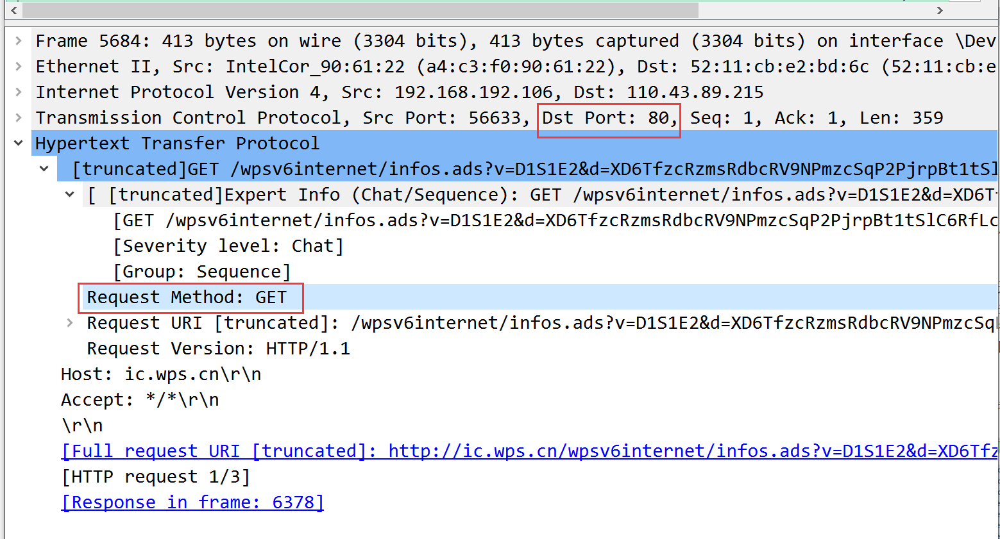 Frame 5684: 413 bytes on wire (3304 bits), 413 bytes captured (3304 bits) on interface \Dev
Ethernet II, Src: IntelCor_90:61:22 (a4:c3:f0:90:61:22), Dst: 52:11:cb:e2:bd:6c (52:11:cb:e
Internet Protocol Version 4, Src: 192.168.192.106, Dst: 110.43.89.215
Transmission Control Protocol, Src Port: 56633, Dst Port: 80, Seq: 1, Ack: 1, Len: 359
Hypertext Transfer Protocol
[truncated]GET /wpsv6internet/infos.ads?v=D1S1E2&d=XD6TfzcRzmsRdbcRV9NPmzcSqP2PjrpBt1tSl
[ [truncated]Expert Info (Chat/Sequence): GET /wpsv6internet/infos.ads?v=D1S1E2&d=XD6Tf
[GET /wpsv6internet/infos.ads?v=D1S1E2&d=XD6TfzcRzmsRdbcRV9NPmzcSqP2PjrpBt1tSlC6RfLc
[Severity level: Chat]
[Group: Sequence]
Request Method: GET
Request URI [truncated]: /wpsv6internet/infos.ads?v=D1S1E2&d=XD6TfzcRzmsRdbcRV9NPmzcSqP
Request Version: HTTP/1.1
Host: ic.wps.cn\r\n
Accept: */*\r\n
\r\n
[Full request URI [truncated]: http://ic.wps.cn/wpsv6internet/infos.ads?v=D1S1E2&d=XD6Tfz
[HTTP request 1/3]
[Response in frame: 6378]